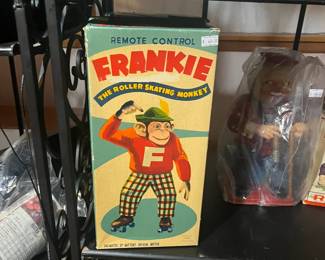 REMOTE CONTROL
FRANKIE
THE ROLLER SKATING MONKEY
F